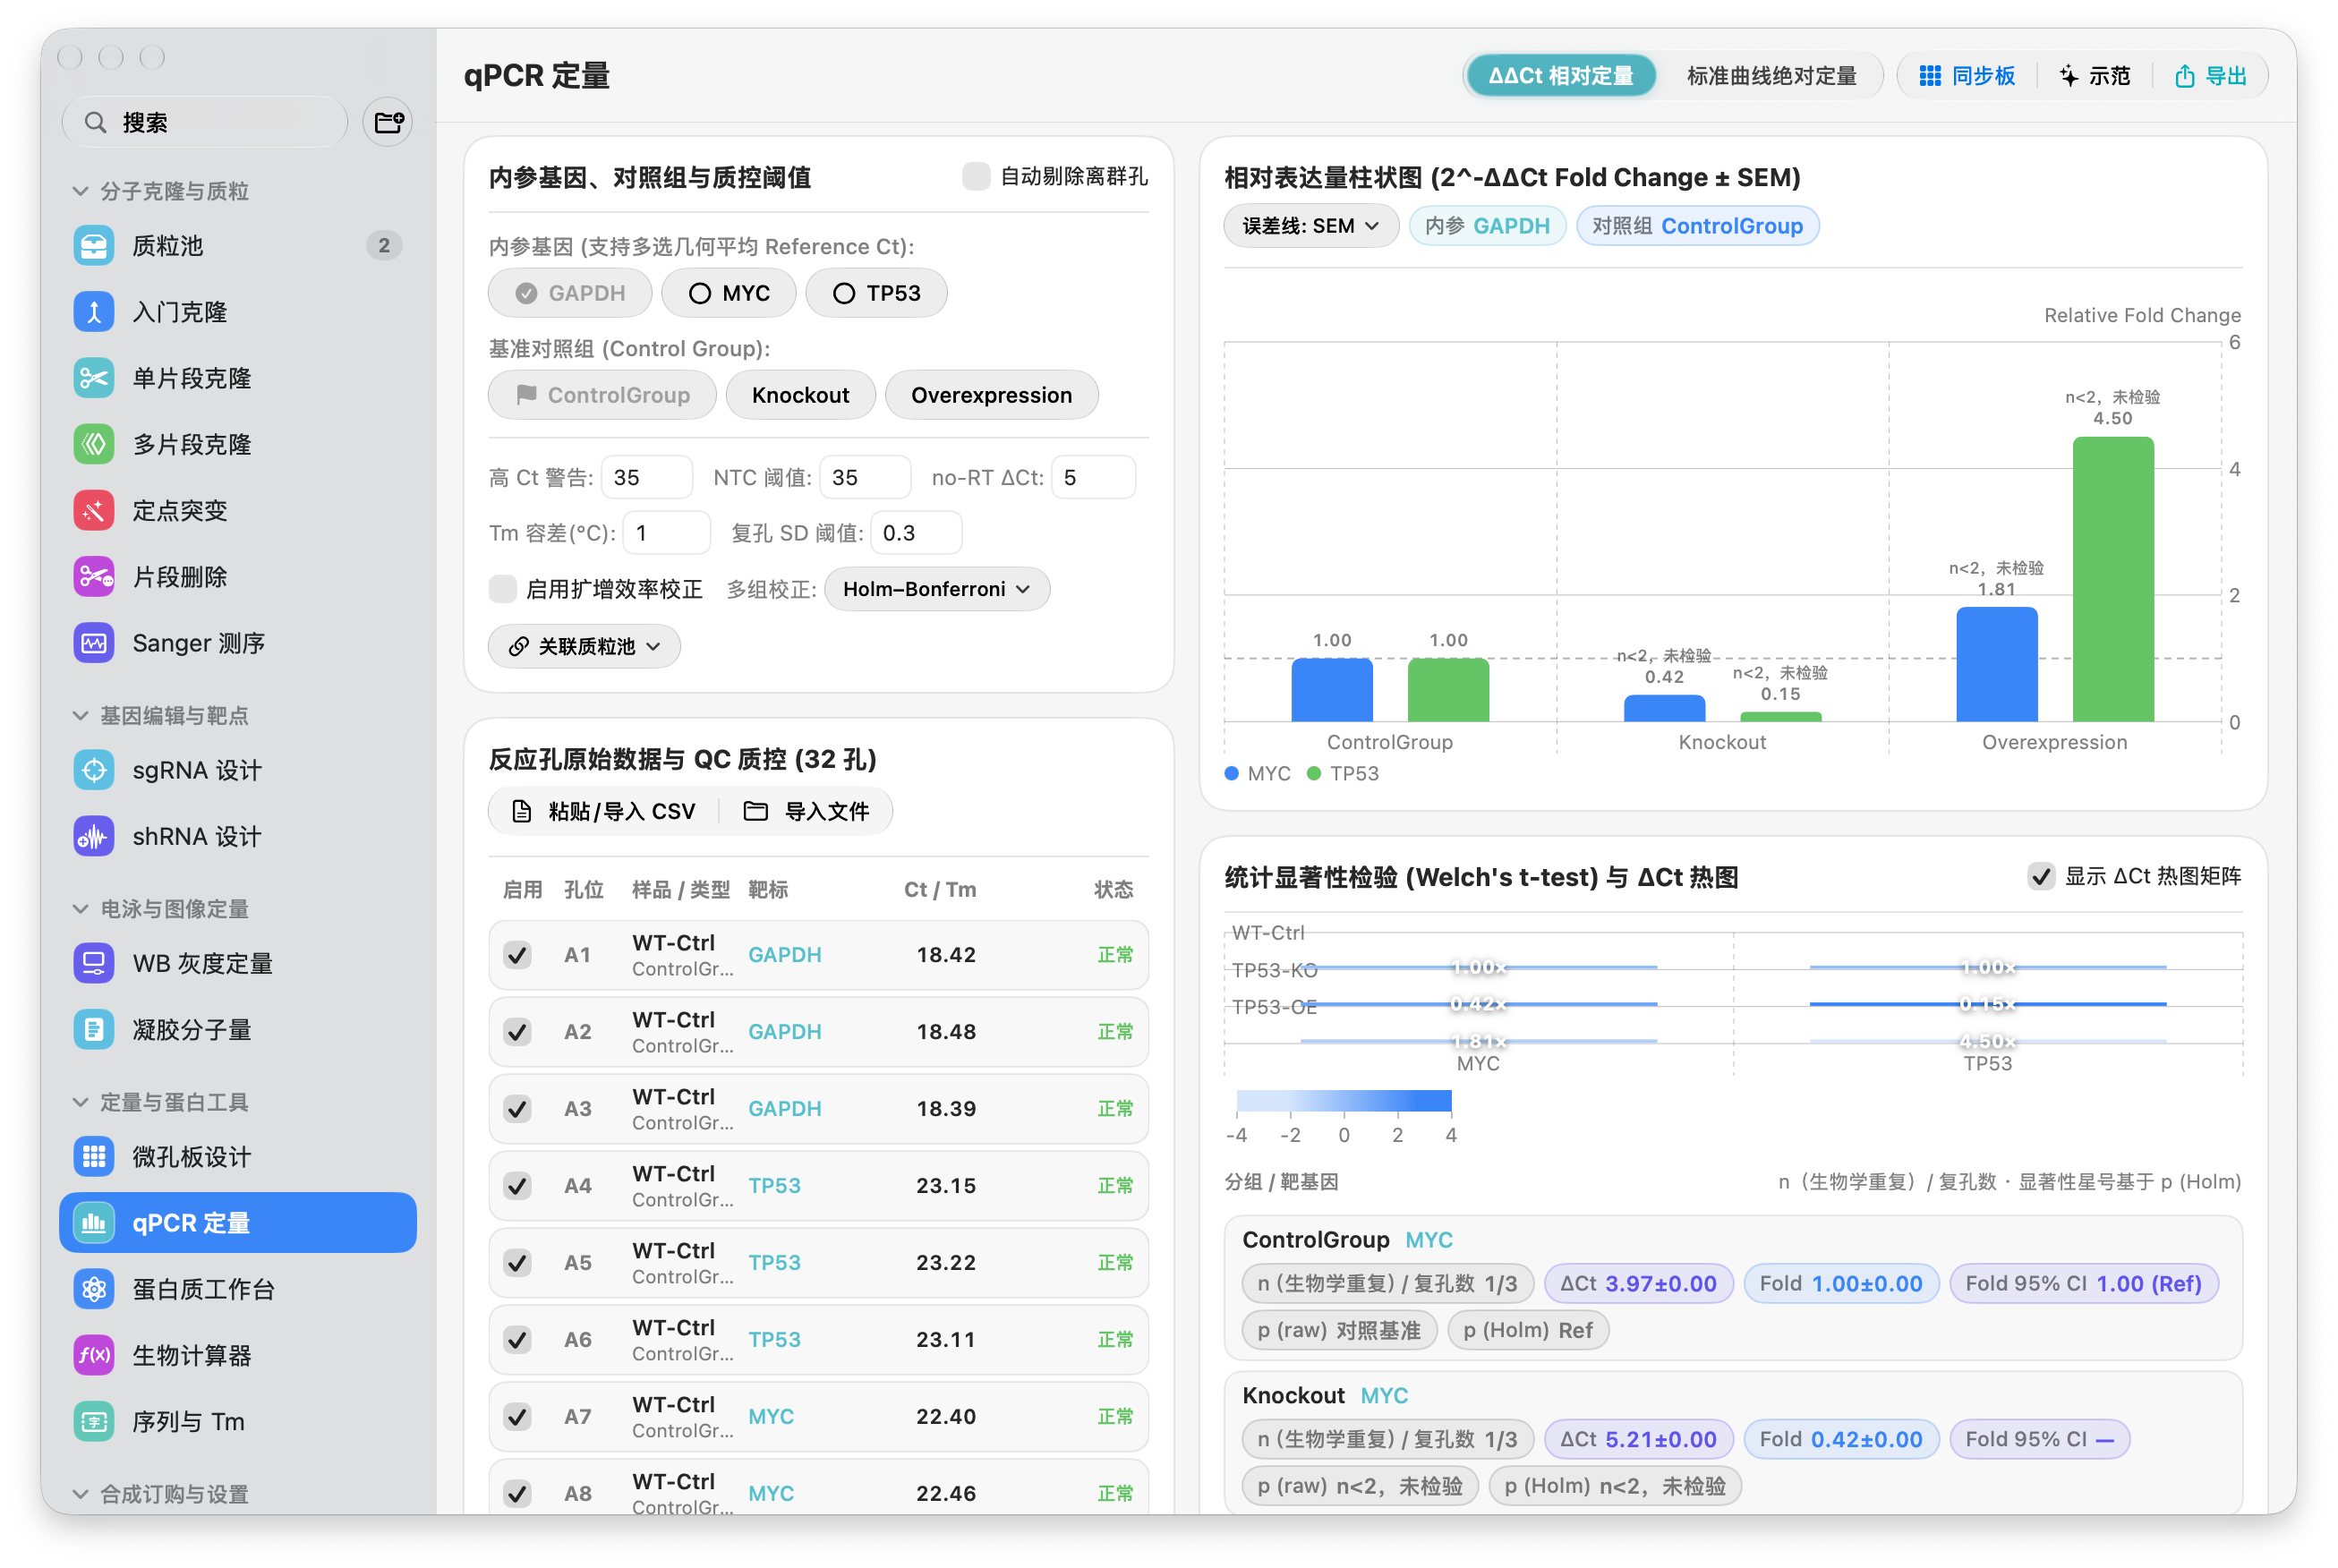 搜索
分子克隆与质粒
质粒池 2
入门克隆
单片段克隆
多片段克隆
定点突变
片段删除
Sanger 测序
基因编辑与靶点
sgRNA 设计
shRNA 设计
电泳与图像定量
WB 灰度定量
凝胶分子量
定量与蛋白工具
微孔板设计
qPCR 定量
蛋白质工作台
生物计算器
序列与 Tm
合成订购与设置
qPCR 定量
ΔΔCt 相对定量 标准曲线绝对定量 同步板 示范 导出
内参基因、对照组与质控阈值 自动剔除离群孔
内参基因 (支持多选几何平均 Reference Ct):
GAPDH MYC TP53
基准对照组 (Control Group):
ControlGroup Knockout Overexpression
高 Ct 警告: 35 NTC 阈值: 35 no-RT ΔCt: 5
Tm 容差(°C): 1 复孔 SD 阈值: 0.3
启用扩增效率校正 多组校正: Holm–Bonferroni
关联质粒池
反应孔原始数据与 QC 质控 (32 孔)
粘贴/导入 CSV 导入文件
启用 孔位 样品 / 类型 靶标 Ct / Tm 状态
A1 WT-Ctrl GAPDH 18.42 正常
ControlGr...
A2 WT-Ctrl GAPDH 18.48 正常
ControlGr...
A3 WT-Ctrl GAPDH 18.39 正常
ControlGr...
A4 WT-Ctrl TP53 23.15 正常
ControlGr...
A5 WT-Ctrl TP53 23.22 正常
ControlGr...
A6 WT-Ctrl TP53 23.11 正常
ControlGr...
A7 WT-Ctrl MYC 22.40 正常
ControlGr...
A8 WT-Ctrl MYC 22.46 正常
ControlGr...
相对表达量柱状图 (2^-ΔΔCt Fold Change ± SEM)
误差线: SEM 内参 GAPDH 对照组 ControlGroup
Relative Fold Change
6
n<2，未检验
4.50
4
n<2，未检验
1.81
2
1.00 1.00
n<2，未检验
0.42
n<2，未检验
0.15
0
ControlGroup Knockout Overexpression
MYC TP53
统计显著性检验 (Welch's t-test) 与 ΔCt 热图 显示 ΔCt 热图矩阵
WT-Ctrl
TP53-KO 1.00× 1.00×
TP53-OE 0.42× 0.15×
1.81× 4.50×
MYC TP53
-4 -2 0 2 4
分组 / 靶基因 n（生物学重复）/ 复孔数 · 显著性星号基于 p (Holm)
ControlGroup MYC
n (生物学重复) / 复孔数 1/3 ΔCt 3.97±0.00 Fold 1.00±0.00 Fold 95% CI 1.00 (Ref)
p (raw) 对照基准 p (Holm) Ref
Knockout MYC
n (生物学重复) / 复孔数 1/3 ΔCt 5.21±0.00 Fold 0.42±0.00 Fold 95% CI —
p (raw) n<2，未检验 p (Holm) n<2，未检验